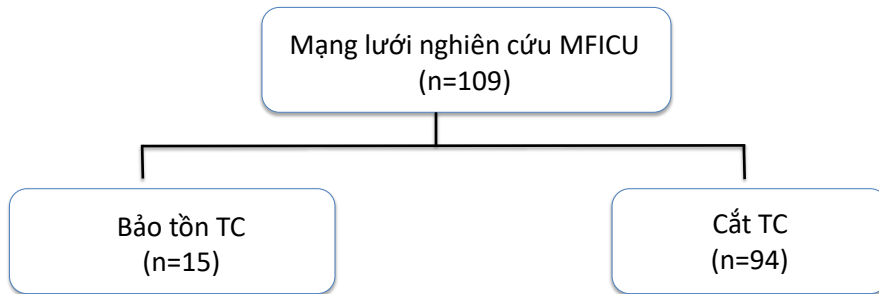 Mạng lưới nghiên cứu MFICU
(n=109)
Bảo tồn TC
(n=15)
Cắt TC
(n=94)